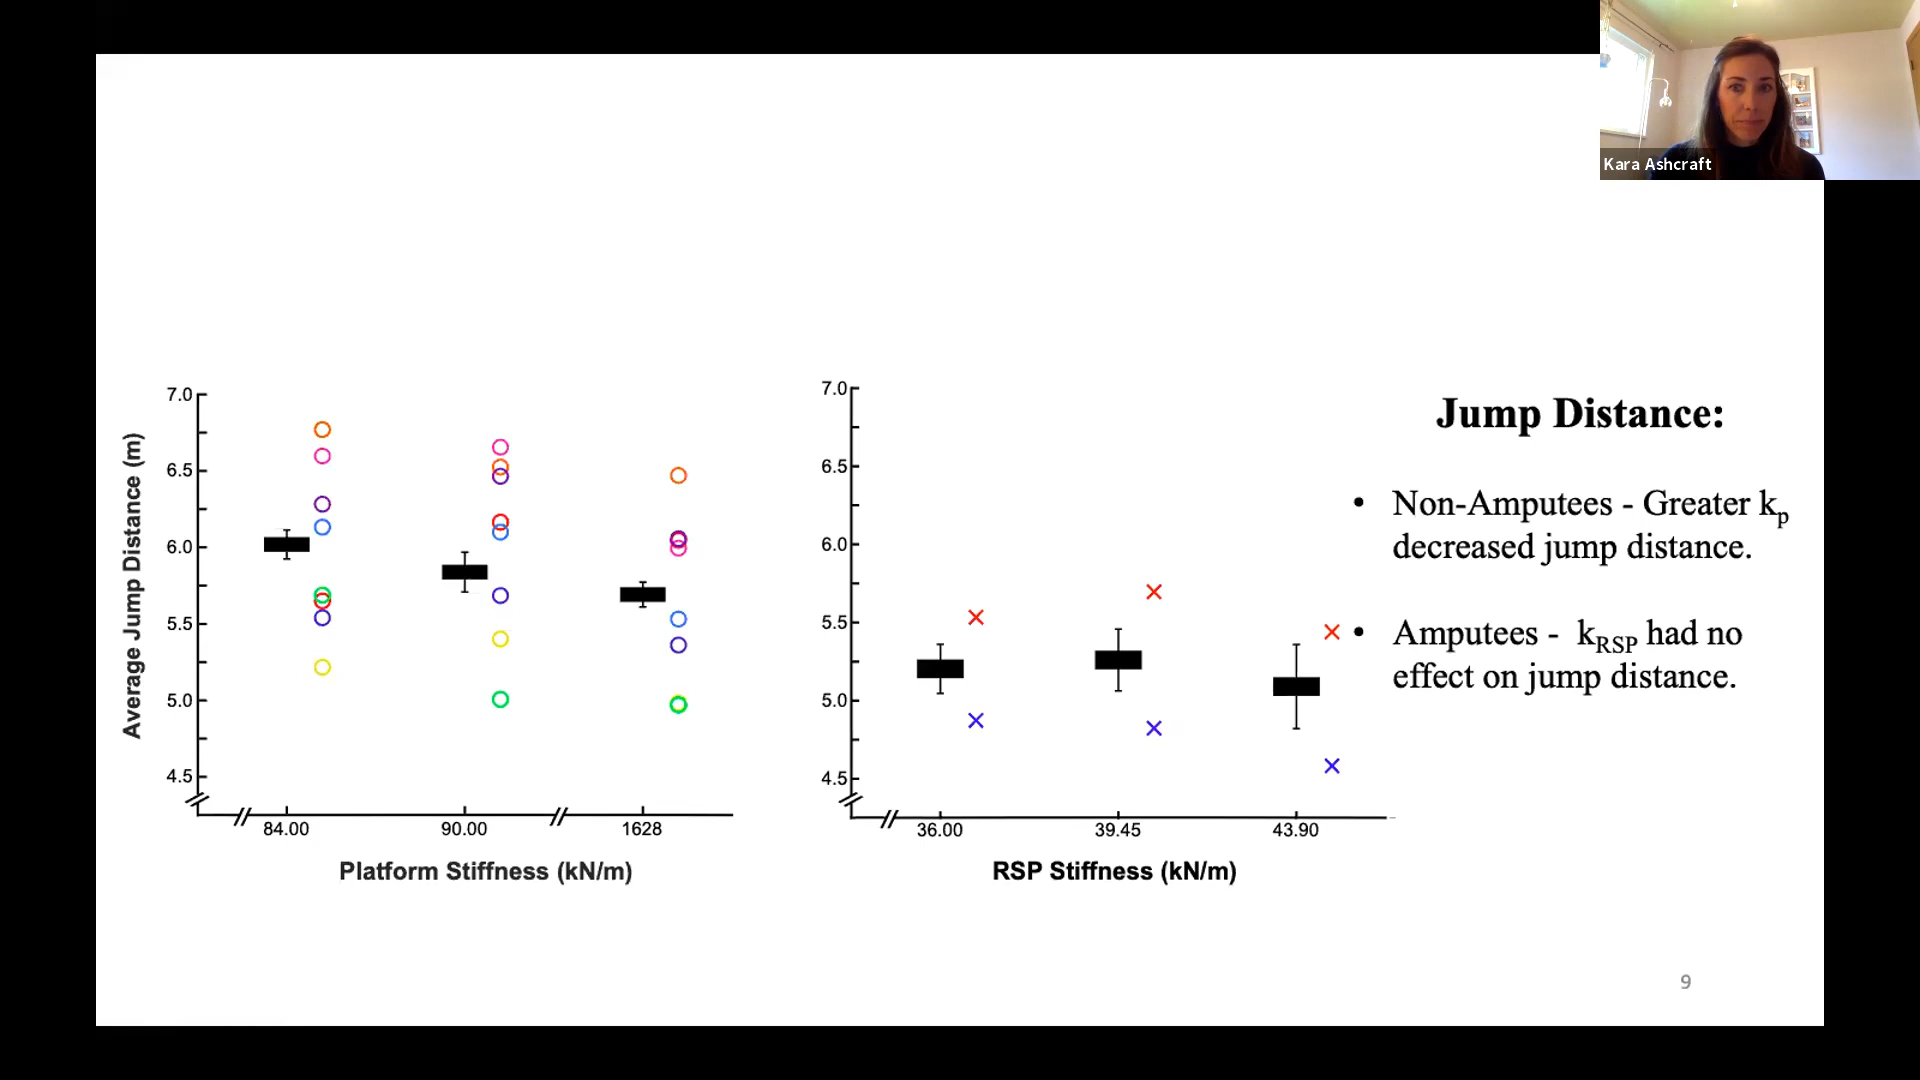 Kara Ashcraft
7.0
6.5
6.0
5.5
5.0
4.5
Average Jump Distance (m)
84.00
90.00
1628
Platform Stiffness (kN/m)
7.0
6.5
6.0
5.5
5.0
4.5
36.00
39.45
43.90
RSP Stiffness (kN/m)
Jump Distance:
• Non-Amputees - Greater kp
decreased jump distance.
• Amputees - kRSP had no
effect on jump distance.
9